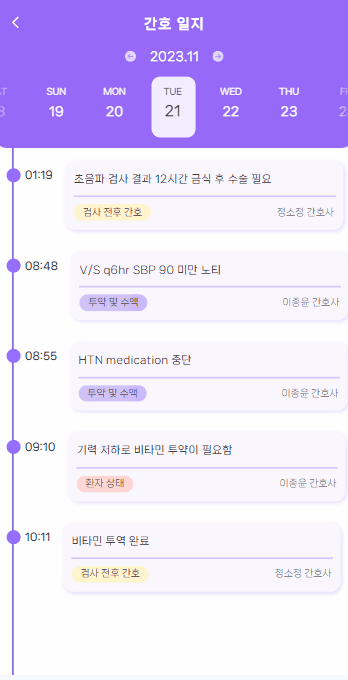 간호 일지
2023.11
AT SUN MON TUE WED THU FR
8 19 20 21 22 23 2
01:19
초음파 검사 결과 12시간 금식 후 수술 필요
검사 전후 간호 정소정 간호사
08:48
V/S q6hr SBP 90 미만 노티
투약 및 수액 이종윤 간호사
08:55
HTN medication 중단
투약 및 수액 이종윤 간호사
09:10
기력 저하로 비타민 투약이 필요함
환자 상태 이종윤 간호사
10:11
비타민 투역 완료
검사 전후 간호 정소정 간호사